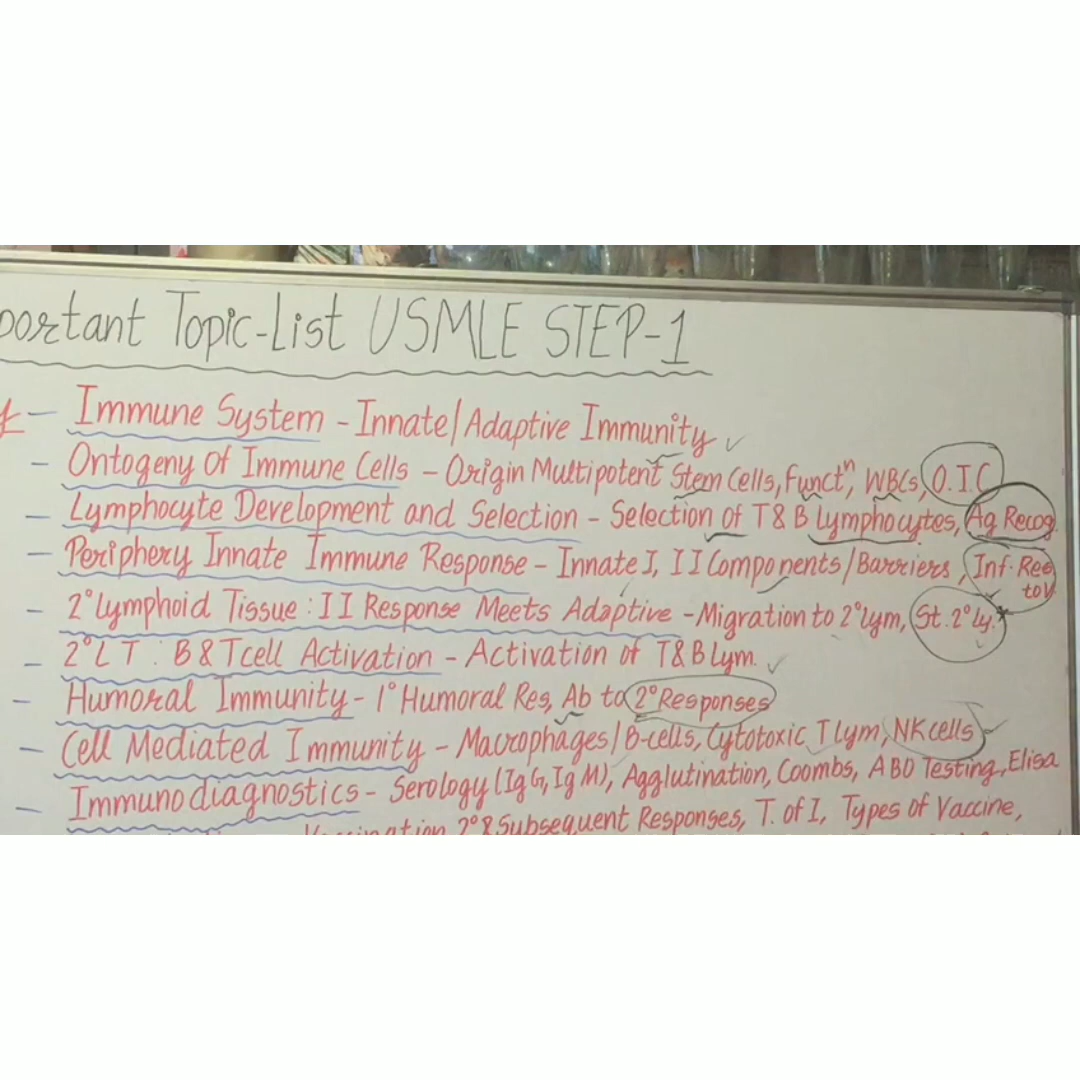 portant Topic-List USMLE STEP-1
y - Immune System - Innate/Adaptive Immunity
- Ontogeny Of Immune Cells - Origin Multipotent Stem Cells, Functⁿ, WBCs, O.I.C
- Lymphocyte Development and Selection - Selection of T & B Lymphocytes, Ag Recog.
- Periphery Innate Immune Response - Innate I, II Components/Barriers, Inf. Res
to V.
- 2° Lymphoid Tissue : II Response Meets Adaptive - Migration to 2° lym, St. 2° ly.*
- 2° L T : B & T cell Activation - Activation of T & B Lym.
- Humoral Immunity - 1° Humoral Res, Ab to 2° Responses
- Cell Mediated Immunity - Macrophages/B-cells, Cytotoxic T lym, NK cells
- Immunodiagnostics - Serology (IgG, IgM), Agglutination, Coombs, ABO Testing, Elisa
2° & Subsequent Responses, T. of I, Types of Vaccine,